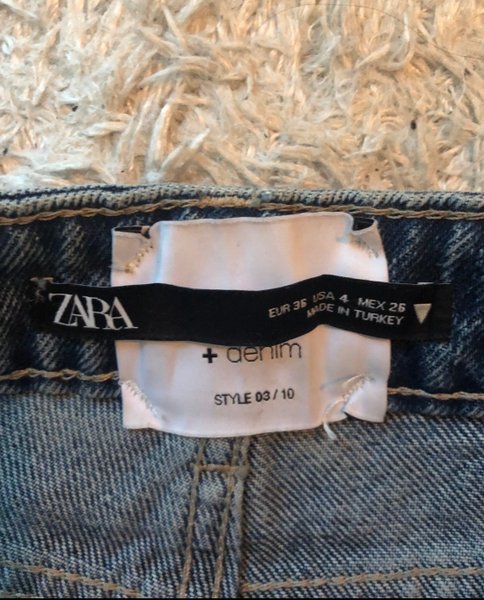 ZARA
EUR 36 USA 4 MEX 26
MADE IN TURKEY
+ denim
STYLE 03 / 10